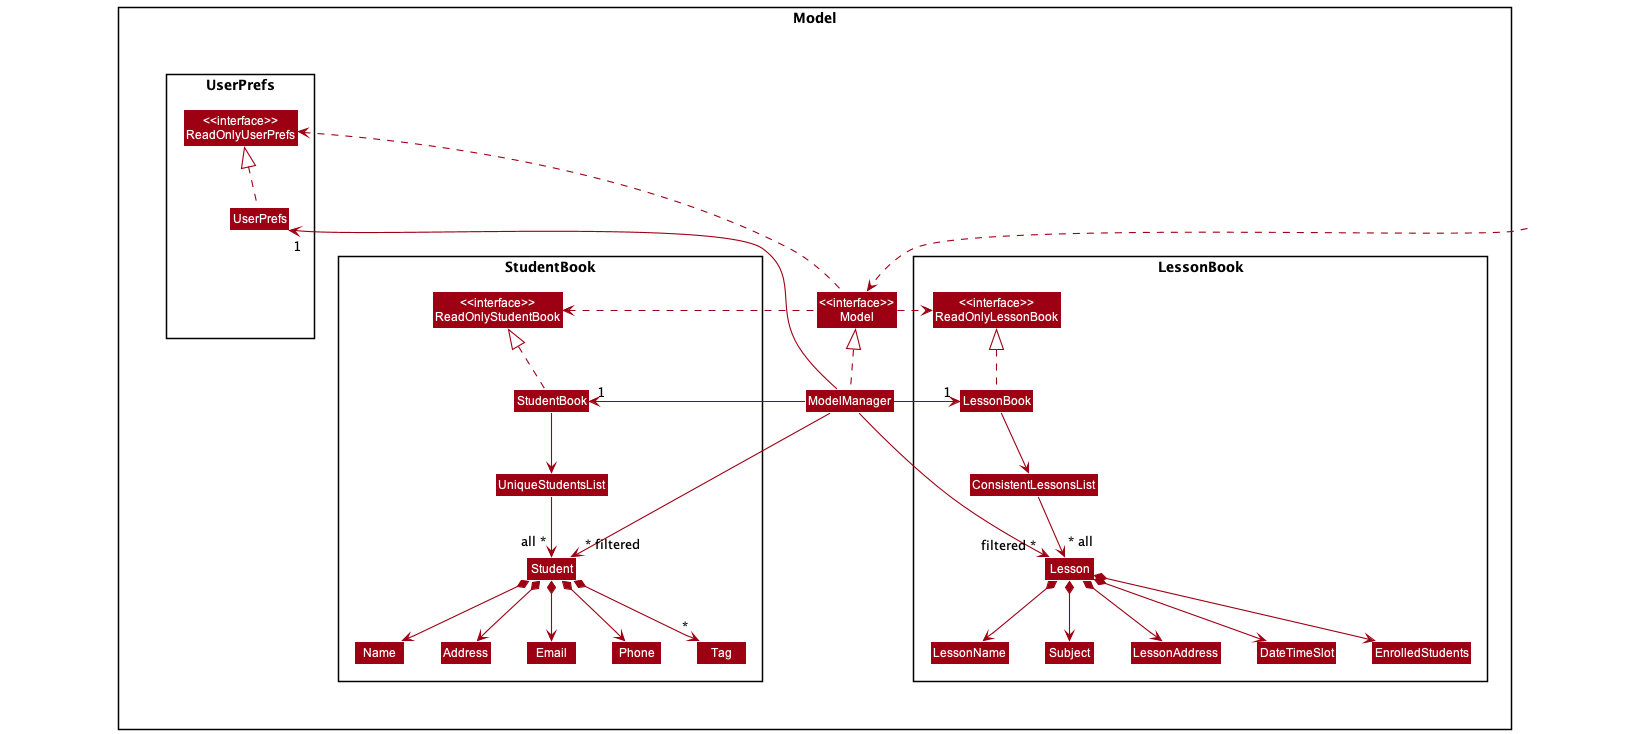 Model
UserPrefs
<<interface>>
ReadOnlyUserPrefs
UserPrefs
1
StudentBook
<<interface>>
ReadOnlyStudentBook
StudentBook
1
UniqueStudentsList
all *
* filtered
Student
*
Name
Address
Email
Phone
Tag
<<interface>>
Model
ModelManager
LessonBook
<<interface>>
ReadOnlyLessonBook
1
LessonBook
ConsistentLessonsList
filtered *
* all
Lesson
LessonName
Subject
LessonAddress
DateTimeSlot
EnrolledStudents